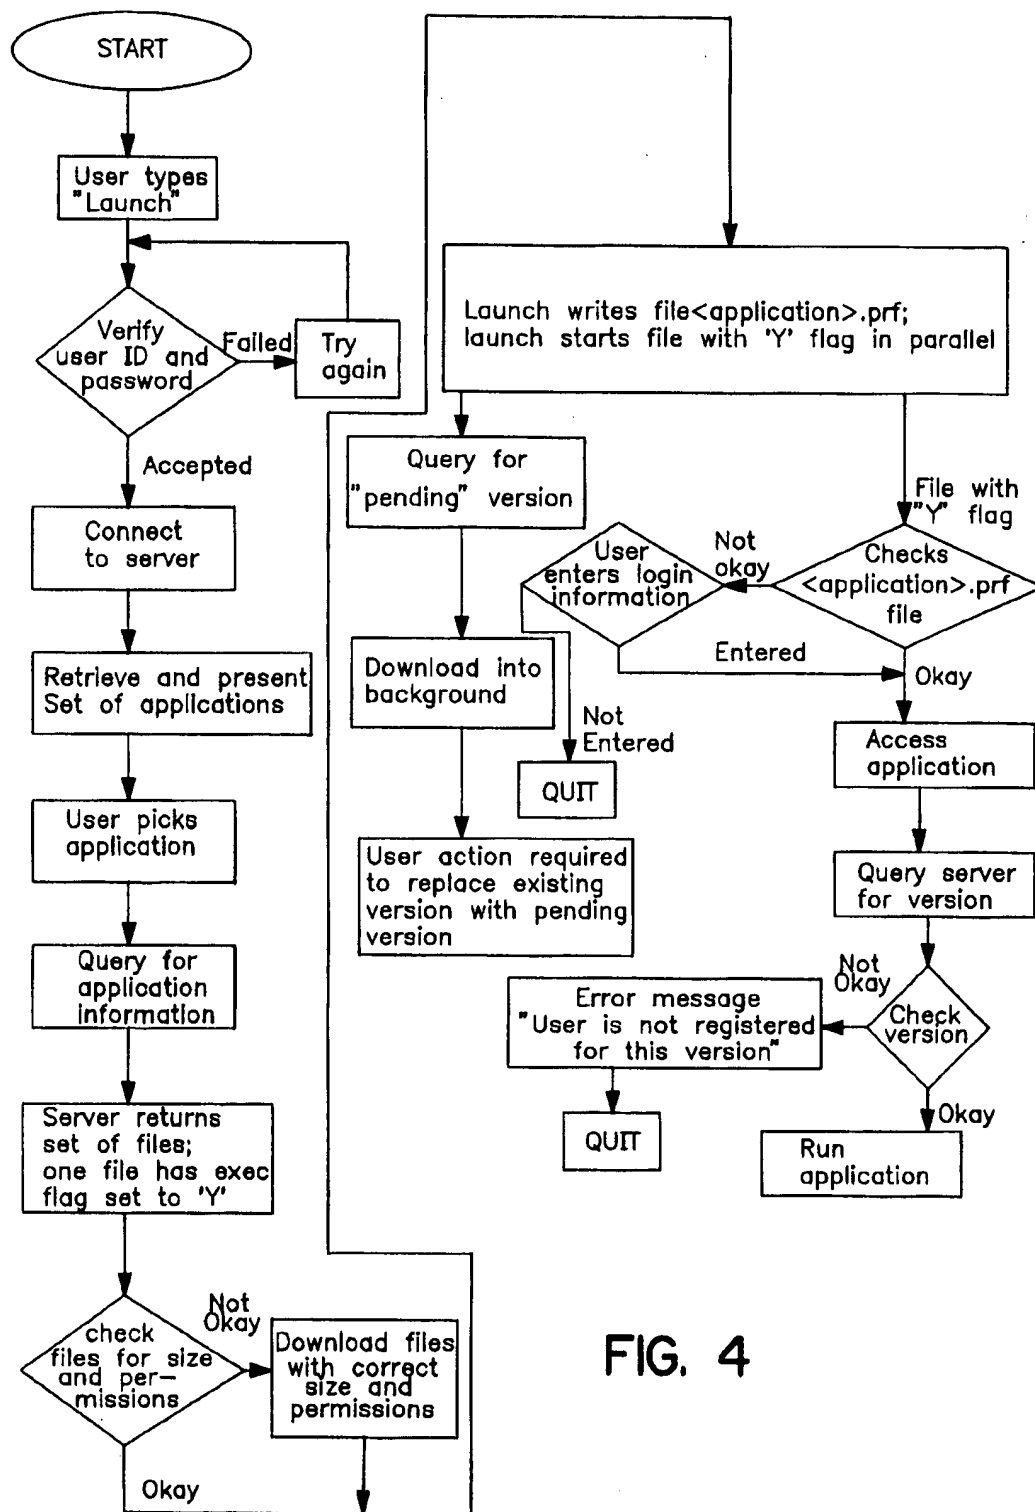 START
User types
"Launch"
Verify
user ID and
password
Failed
Try
again
Accepted
Connect
to server
Retrieve and present
Set of applications
User picks
application
Query for
application
information
Server returns
set of files;
one file has exec
flag set to 'Y'
check
files for size
and per-
missions
Not
Okay
Download files
with correct
size and
permissions
Okay
Launch writes file<application>.prf;
launch starts file with 'Y' flag in parallel
Query for
"pending" version
Download into
background
User action required
to replace existing
version with pending
version
File with
"Y" flag
Checks
<application>.prf
file
Not
okay
User
enters login
information
Entered
Not
Entered
QUIT
Okay
Access
application
Query server
for version
Check
version
Not
Okay
Error message
"User is not registered
for this version"
QUIT
Okay
Run
application
FIG. 4